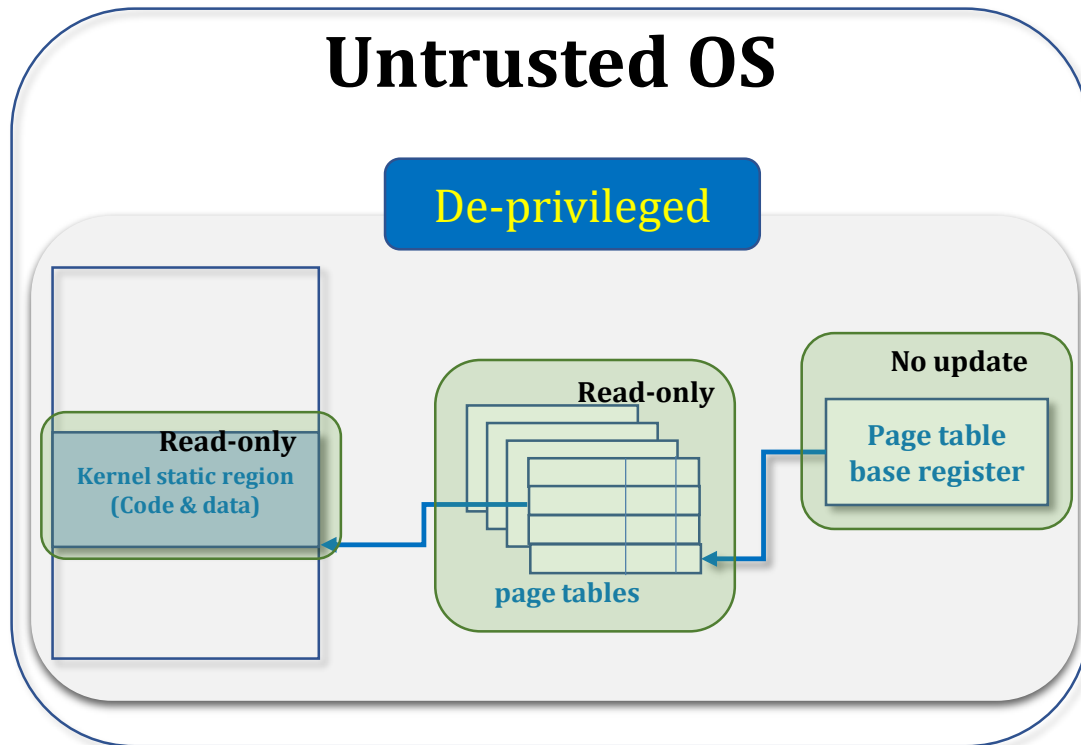 Untrusted OS
De-privileged
Read-only
Kernel static region
(Code & data)
Read-only
page tables
No update
Page table
base register